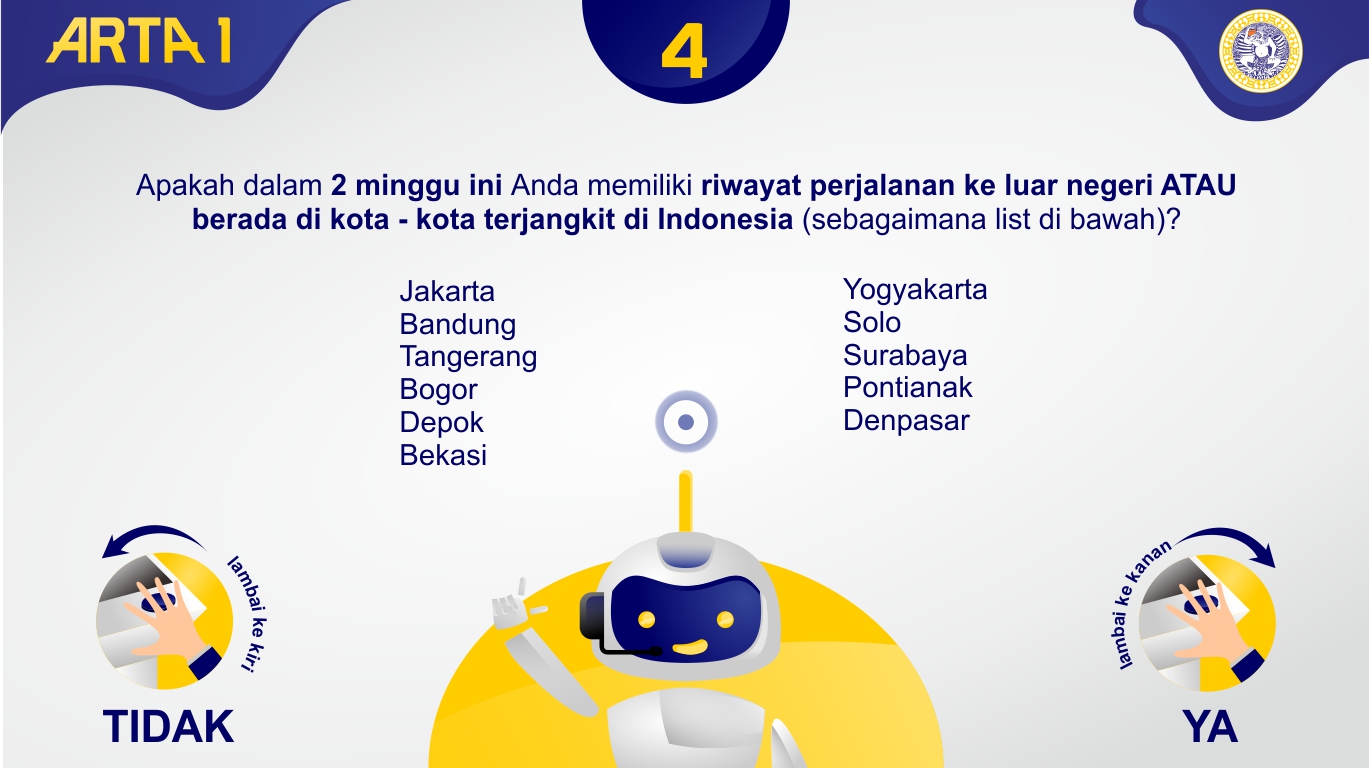 ARTA 1
4
Apakah dalam 2 minggu ini Anda memiliki riwayat perjalanan ke luar negeri ATAU
berada di kota - kota terjangkit di Indonesia (sebagaimana list di bawah)?
Jakarta
Bandung
Tangerang
Bogor
Depok
Bekasi
Yogyakarta
Solo
Surabaya
Pontianak
Denpasar
lambai ke kiri
TIDAK
lambai ke kanan
YA